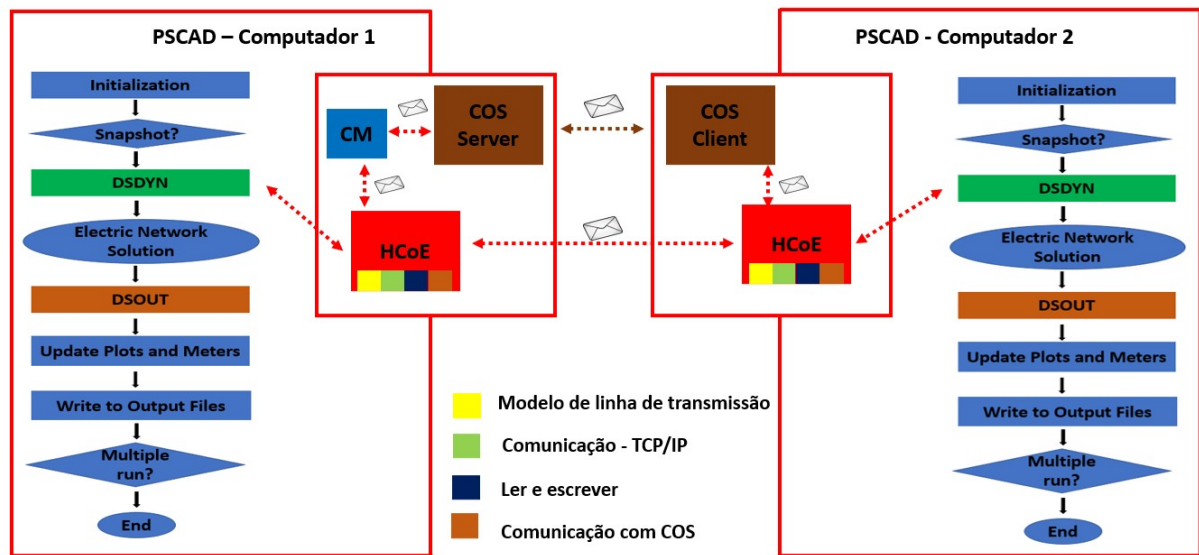 PSCAD – Computador 1
Initialization
Snapshot?
DSDYN
Electric Network
Solution
DSOUT
Update Plots and Meters
Write to Output Files
Multiple
run?
End
CM
COS
Server
HCoE
COS
Client
HCoE
Modelo de linha de transmissão
Comunicação - TCP/IP
Ler e escrever
Comunicação com COS
PSCAD - Computador 2
Initialization
Snapshot?
DSDYN
Electric Network
Solution
DSOUT
Update Plots and Meters
Write to Output Files
Multiple
run?
End